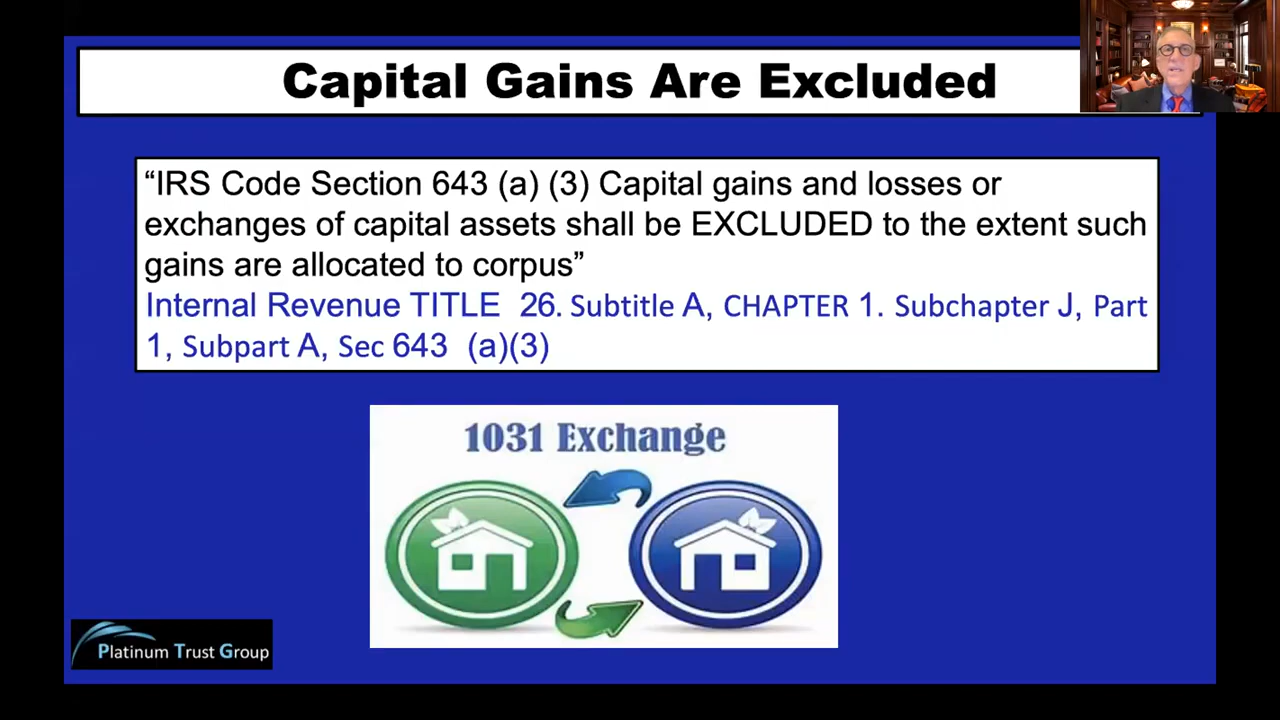 Capital Gains Are Excluded
“IRS Code Section 643 (a) (3) Capital gains and losses or
exchanges of capital assets shall be EXCLUDED to the extent such
gains are allocated to corpus”
Internal Revenue TITLE 26. Subtitle A, CHAPTER 1. Subchapter J, Part
1, Subpart A, Sec 643 (a)(3)
1031 Exchange
Platinum Trust Group